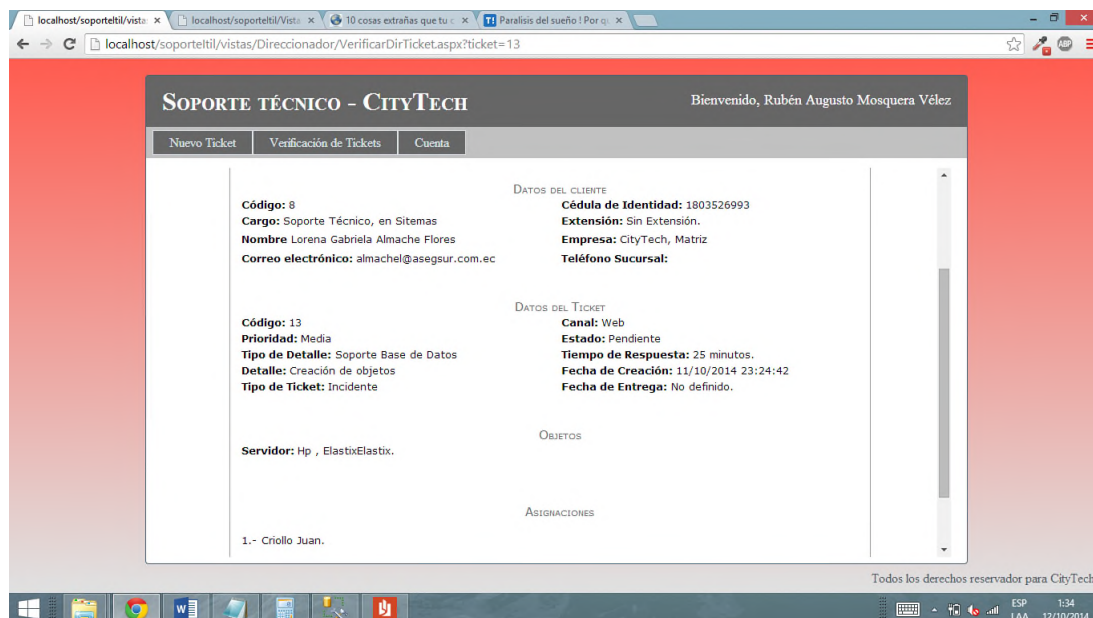 localhost/soporteltil/vista
localhost/soporteltil/Vista
10 cosas extrañas que tu c
Paralisis del sueño ! Por qu
localhost/soporteltil/vistas/Direccionador/VerificarDirTicket.aspx?ticket=13
ABP
Soporte técnico - CityTech
Bienvenido, Rubén Augusto Mosquera Vélez
Nuevo Ticket
Verificación de Tickets
Cuenta
Datos del cliente
Código: 8
Cédula de Identidad: 1803526993
Cargo: Soporte Técnico, en Sitemas
Extensión: Sin Extensión.
Nombre Lorena Gabriela Almache Flores
Empresa: CityTech, Matriz
Correo electrónico: almachel@asegsur.com.ec
Teléfono Sucursal:
Datos del Ticket
Código: 13
Canal: Web
Prioridad: Media
Estado: Pendiente
Tipo de Detalle: Soporte Base de Datos
Tiempo de Respuesta: 25 minutos.
Detalle: Creación de objetos
Fecha de Creación: 11/10/2014 23:24:42
Tipo de Ticket: Incidente
Fecha de Entrega: No definido.
Objetos
Servidor: Hp , ElastixElastix.
Asignaciones
1.- Criollo Juan.
Todos los derechos reservador para CityTech
ESP
LAA
1:34
12/10/2014